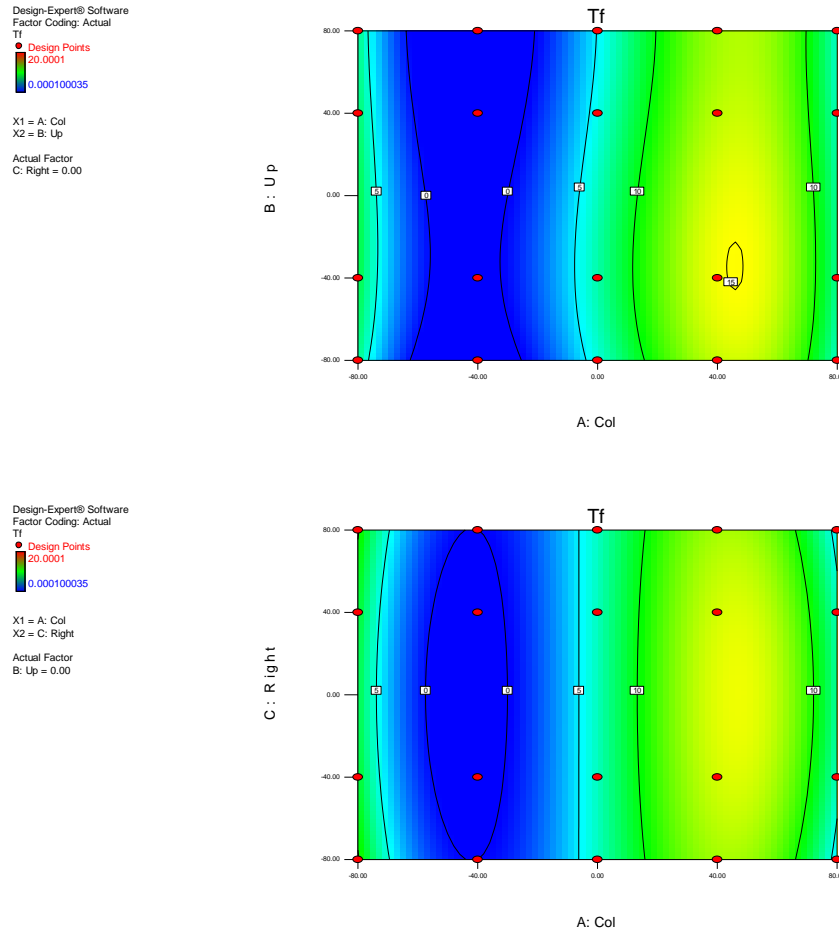 Design-Expert® Software
Factor Coding: Actual
Tf
Design Points
20.0001
0.000100035
X1 = A: Col
X2 = B: Up
Actual Factor
C: Right = 0.00
Tf
B: Up
80.00
40.00
0.00
-40.00
-80.00
5
0
0
5
10
10
15
-80.00
-40.00
0.00
40.00
80.0
A: Col
Design-Expert® Software
Factor Coding: Actual
Tf
Design Points
20.0001
0.000100035
X1 = A: Col
X2 = C: Right
Actual Factor
B: Up = 0.00
Tf
C: Right
80.00
40.00
0.00
-40.00
-80.00
5
0
0
5
10
10
-80.00
-40.00
0.00
40.00
80.0
A: Col